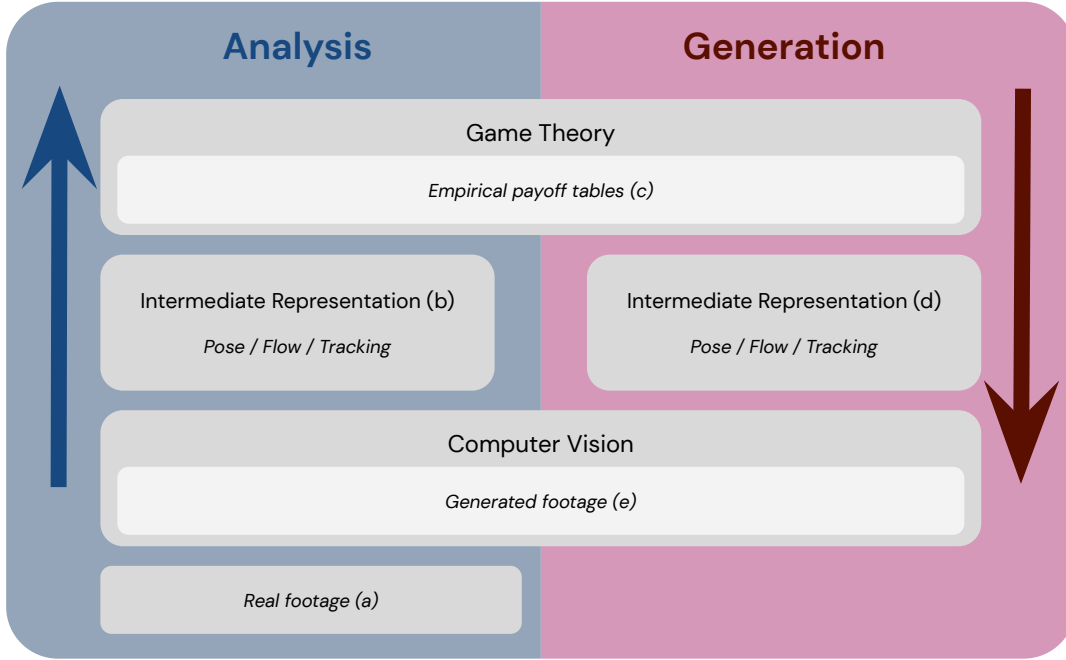 Analysis
Generation
Game Theory
Empirical payoff tables (c)
Intermediate Representation (b)
Pose / Flow / Tracking
Intermediate Representation (d)
Pose / Flow / Tracking
Computer Vision
Generated footage (e)
Real footage (a)